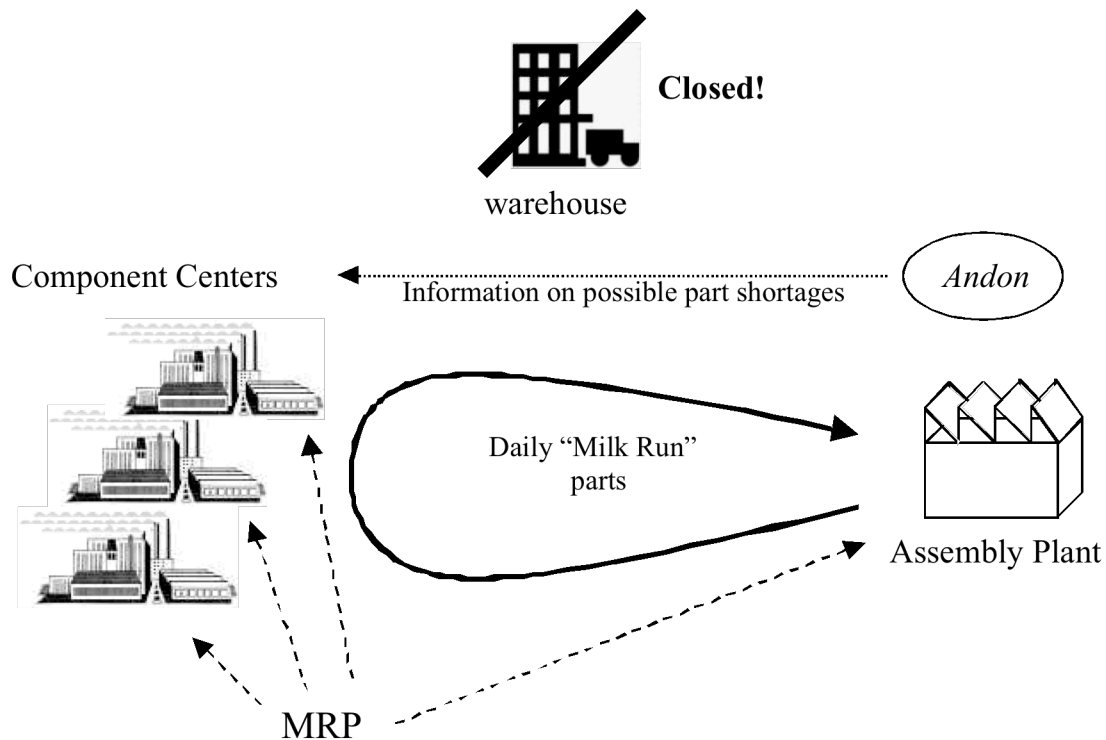 Closed!
warehouse
Component Centers
Andon
Information on possible part shortages
Daily “Milk Run”
parts
Assembly Plant
MRP